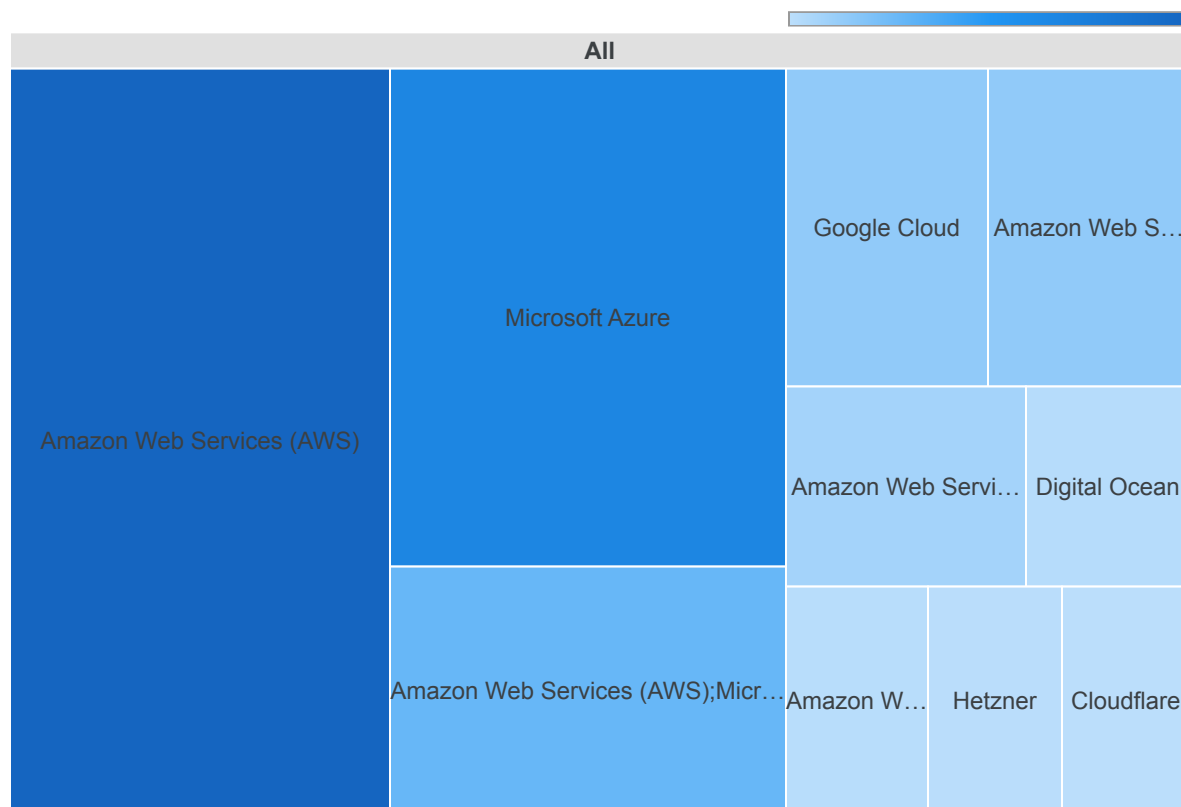 All
Google Cloud
Amazon Web S…
Microsoft Azure
Amazon Web Services (AWS)
Amazon Web Servi…
Digital Ocean
Amazon Web Services (AWS);Micr…
Amazon W…
Hetzner
Cloudflare